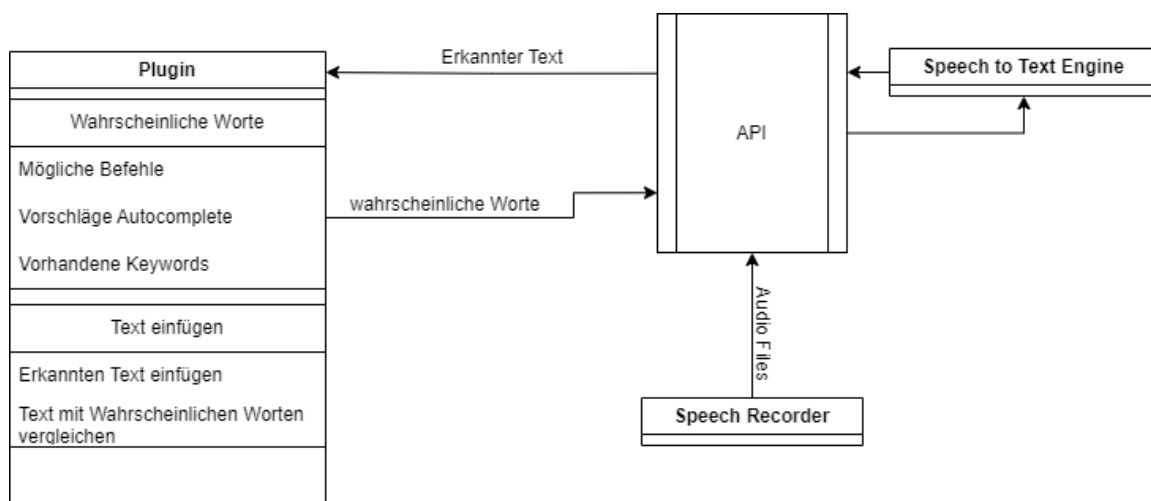 Plugin
Wahrscheinliche Worte
Mögliche Befehle
Vorschläge Autocomplete
Vorhandene Keywords
Text einfügen
Erkannten Text einfügen
Text mit Wahrscheinlichen Worten
vergleichen
Erkannter Text
wahrscheinliche Worte
API
Speech to Text Engine
Audio Files
Speech Recorder